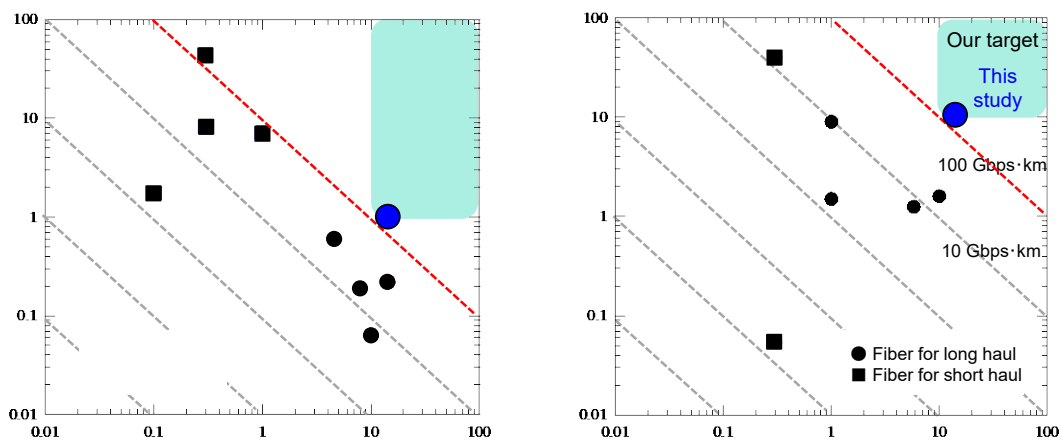 100
10
1
0.1
0.01
0.01 0.1 1 10 100
100
10
1
0.1
0.01
0.01 0.1 1 10 100
Our target
This
study
100 Gbps·km
10 Gbps·km
Fiber for long haul
Fiber for short haul